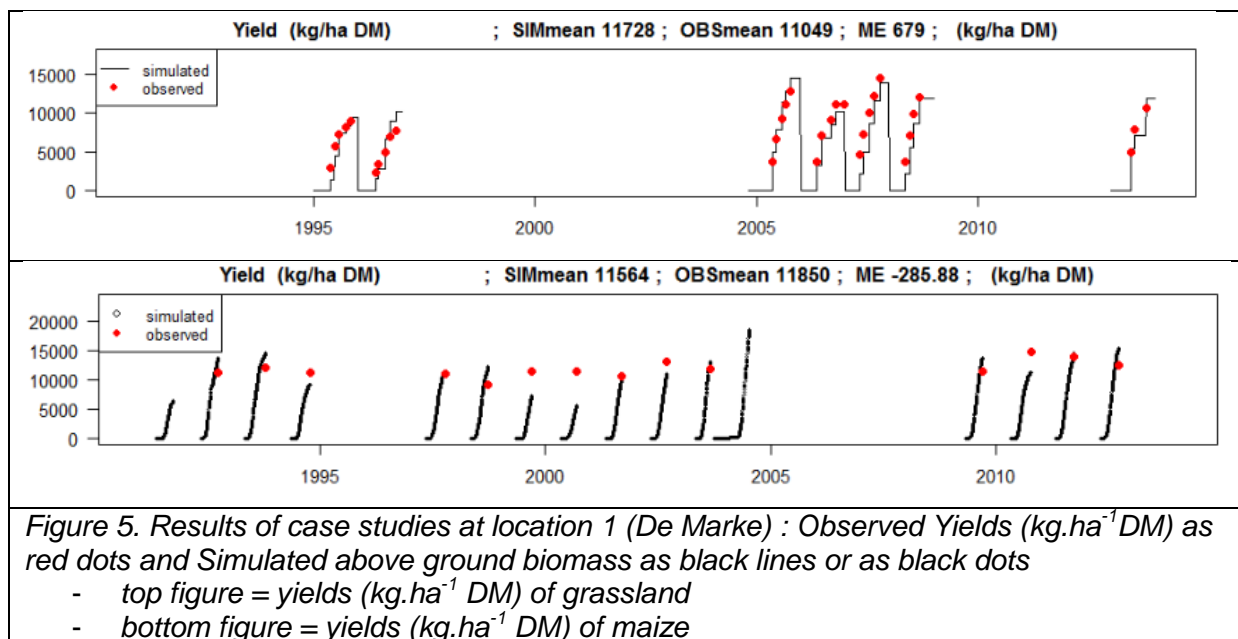 Yield (kg/ha DM) ; SIMmean 11728 ; OBSmean 11049 ; ME 679 ; (kg/ha DM)
simulated
observed
15000
10000
5000
0
1995 2000 2005 2010
Yield (kg/ha DM) ; SIMmean 11564 ; OBSmean 11850 ; ME -285.88 ; (kg/ha DM)
simulated
observed
20000
15000
10000
5000
0
1995 2000 2005 2010
Figure 5. Results of case studies at location 1 (De Marke) : Observed Yields (kg.ha⁻¹DM) as
red dots and Simulated above ground biomass as black lines or as black dots
- top figure = yields (kg.ha⁻¹ DM) of grassland
- bottom figure = yields (kg.ha⁻¹ DM) of maize